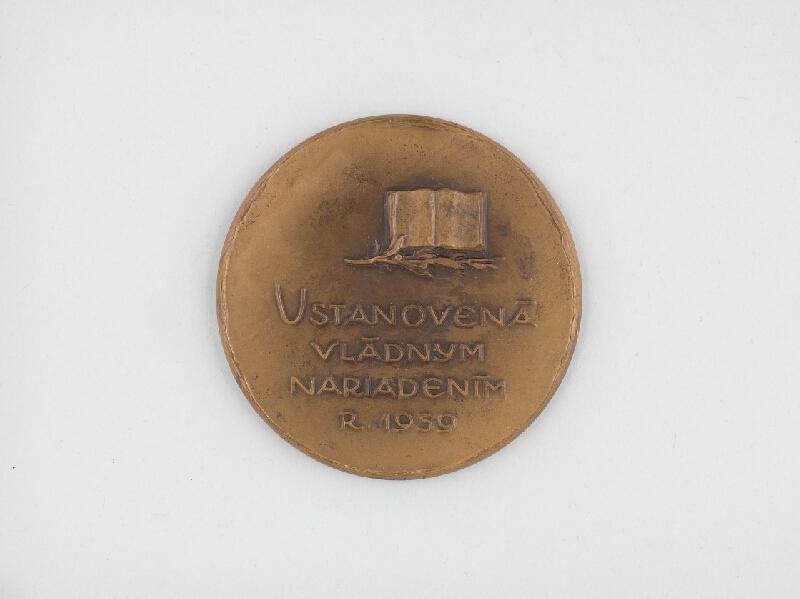 USTANOVENÁ
VLÁDNYM
NARIADENÍM
R. 1939